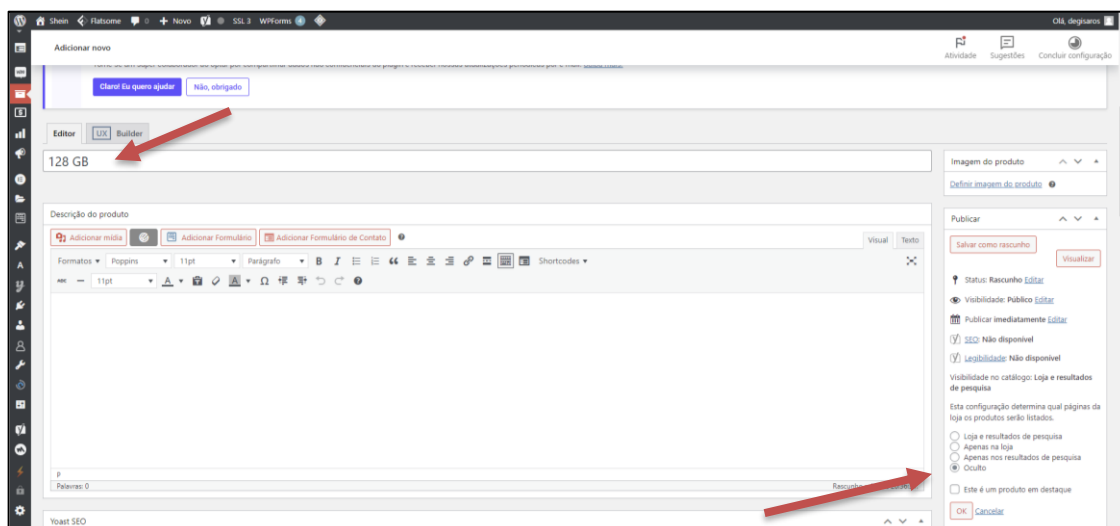 Shein Flatsome 0 Novo SSL 3 WPForms 4 Olá, degisaros
Adicionar novo
Atividade Sugestões Concluir configuração
Claro! Eu quero ajudar Não, obrigado
Editor UX Builder
128 GB
Imagem do produto
Definir imagem do produto
Descrição do produto
Publicar
Adicionar mídia Adicionar Formulário Adicionar Formulário de Contato
Visual Texto
Salvar como rascunho
Visualizar
Formatos Poppins 11pt Parágrafo B I Shortcodes
ABC 11pt A A Ω
Status: Rascunho Editar
Visibilidade: Público Editar
Publicar imediatamente Editar
SEO: Não disponível
Legibilidade: Não disponível
Visibilidade no catálogo: Loja e resultados
de pesquisa
Esta configuração determina qual páginas da
loja os produtos serão listados.
Loja e resultados de pesquisa
Apenas na loja
Apenas nos resultados de pesquisa
Oculto
Este é um produto em destaque
OK Cancelar
P
Palavras: 0
Yoast SEO